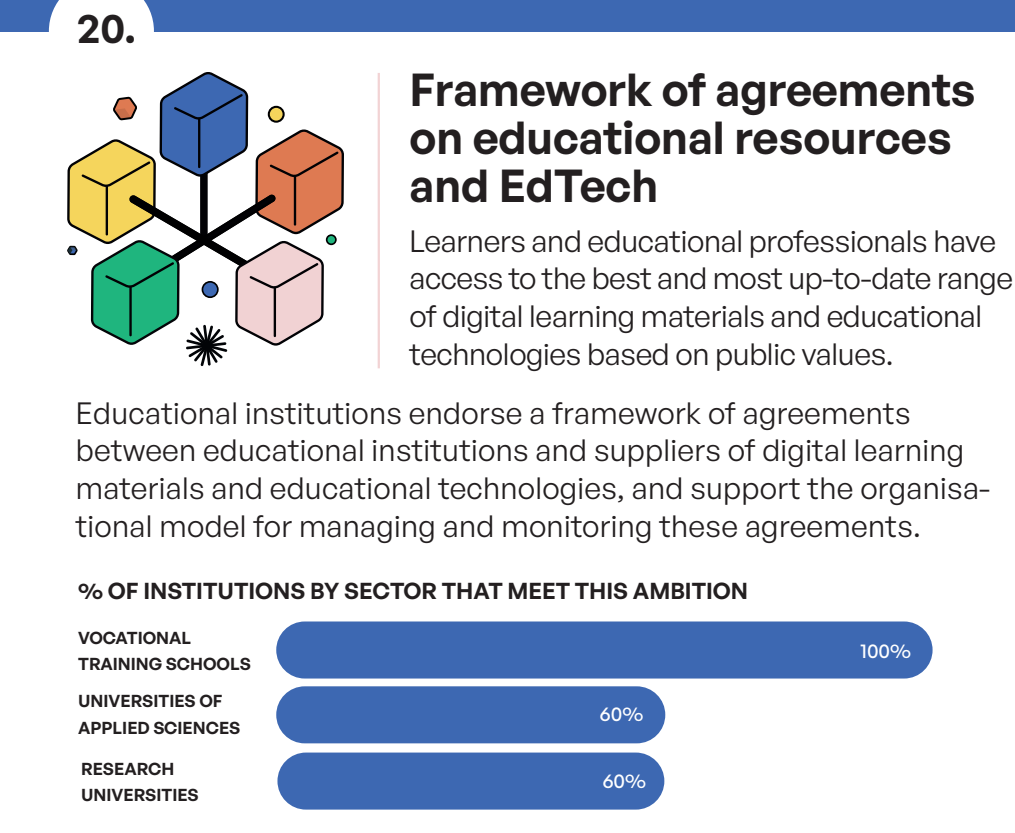 20.
Framework of agreements
on educational resources
and EdTech
Learners and educational professionals have
access to the best and most up-to-date range
of digital learning materials and educational
technologies based on public values.
Educational institutions endorse a framework of agreements
between educational institutions and suppliers of digital learning
materials and educational technologies, and support the organisa-
tional model for managing and monitoring these agreements.
% OF INSTITUTIONS BY SECTOR THAT MEET THIS AMBITION
VOCATIONAL
TRAINING SCHOOLS
100%
UNIVERSITIES OF
APPLIED SCIENCES
60%
RESEARCH
UNIVERSITIES
60%